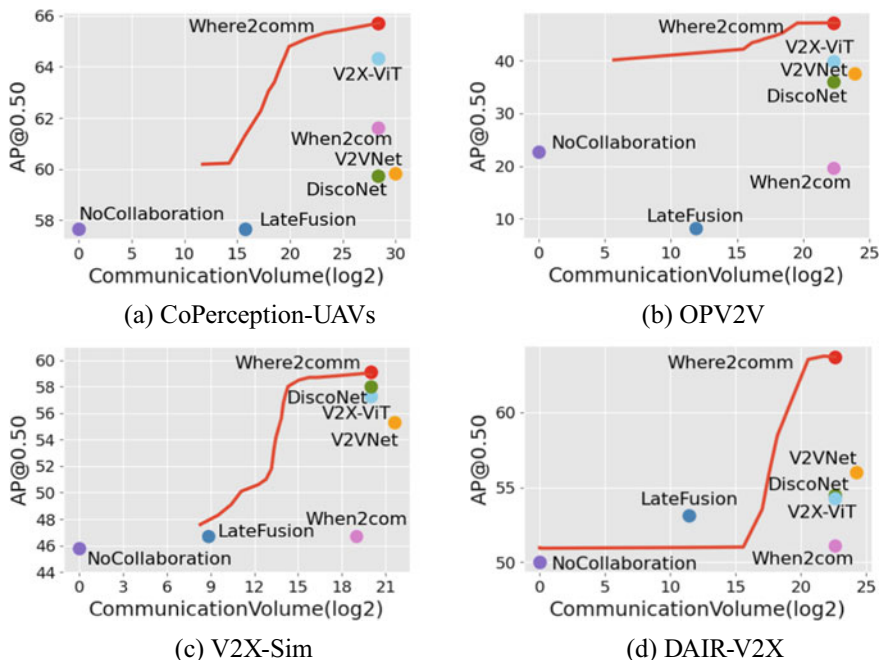 66
64
62
60
58
AP@0.50
Where2comm
V2X-ViT
When2com
V2VNet
DiscoNet
NoCollaboration
LateFusion
0 5 10 15 20 25 30
CommunicationVolume(log2)
(a) CoPerception-UAVs
40
30
20
10
AP@0.50
Where2comm
V2X-ViT
V2VNet
DiscoNet
NoCollaboration
When2com
LateFusion
0 5 10 15 20 25
CommunicationVolume(log2)
(b) OPV2V
60
58
56
54
52
50
48
46
44
AP@0.50
Where2comm
DiscoNet
V2X-ViT
V2VNet
LateFusion
When2com
NoCollaboration
0 3 6 9 12 15 18 21
CommunicationVolume(log2)
(c) V2X-Sim
60
55
50
AP@0.50
Where2comm
V2VNet
DiscoNet
LateFusion
V2X-ViT
When2com
NoCollaboration
0 5 10 15 20 25
CommunicationVolume(log2)
(d) DAIR-V2X